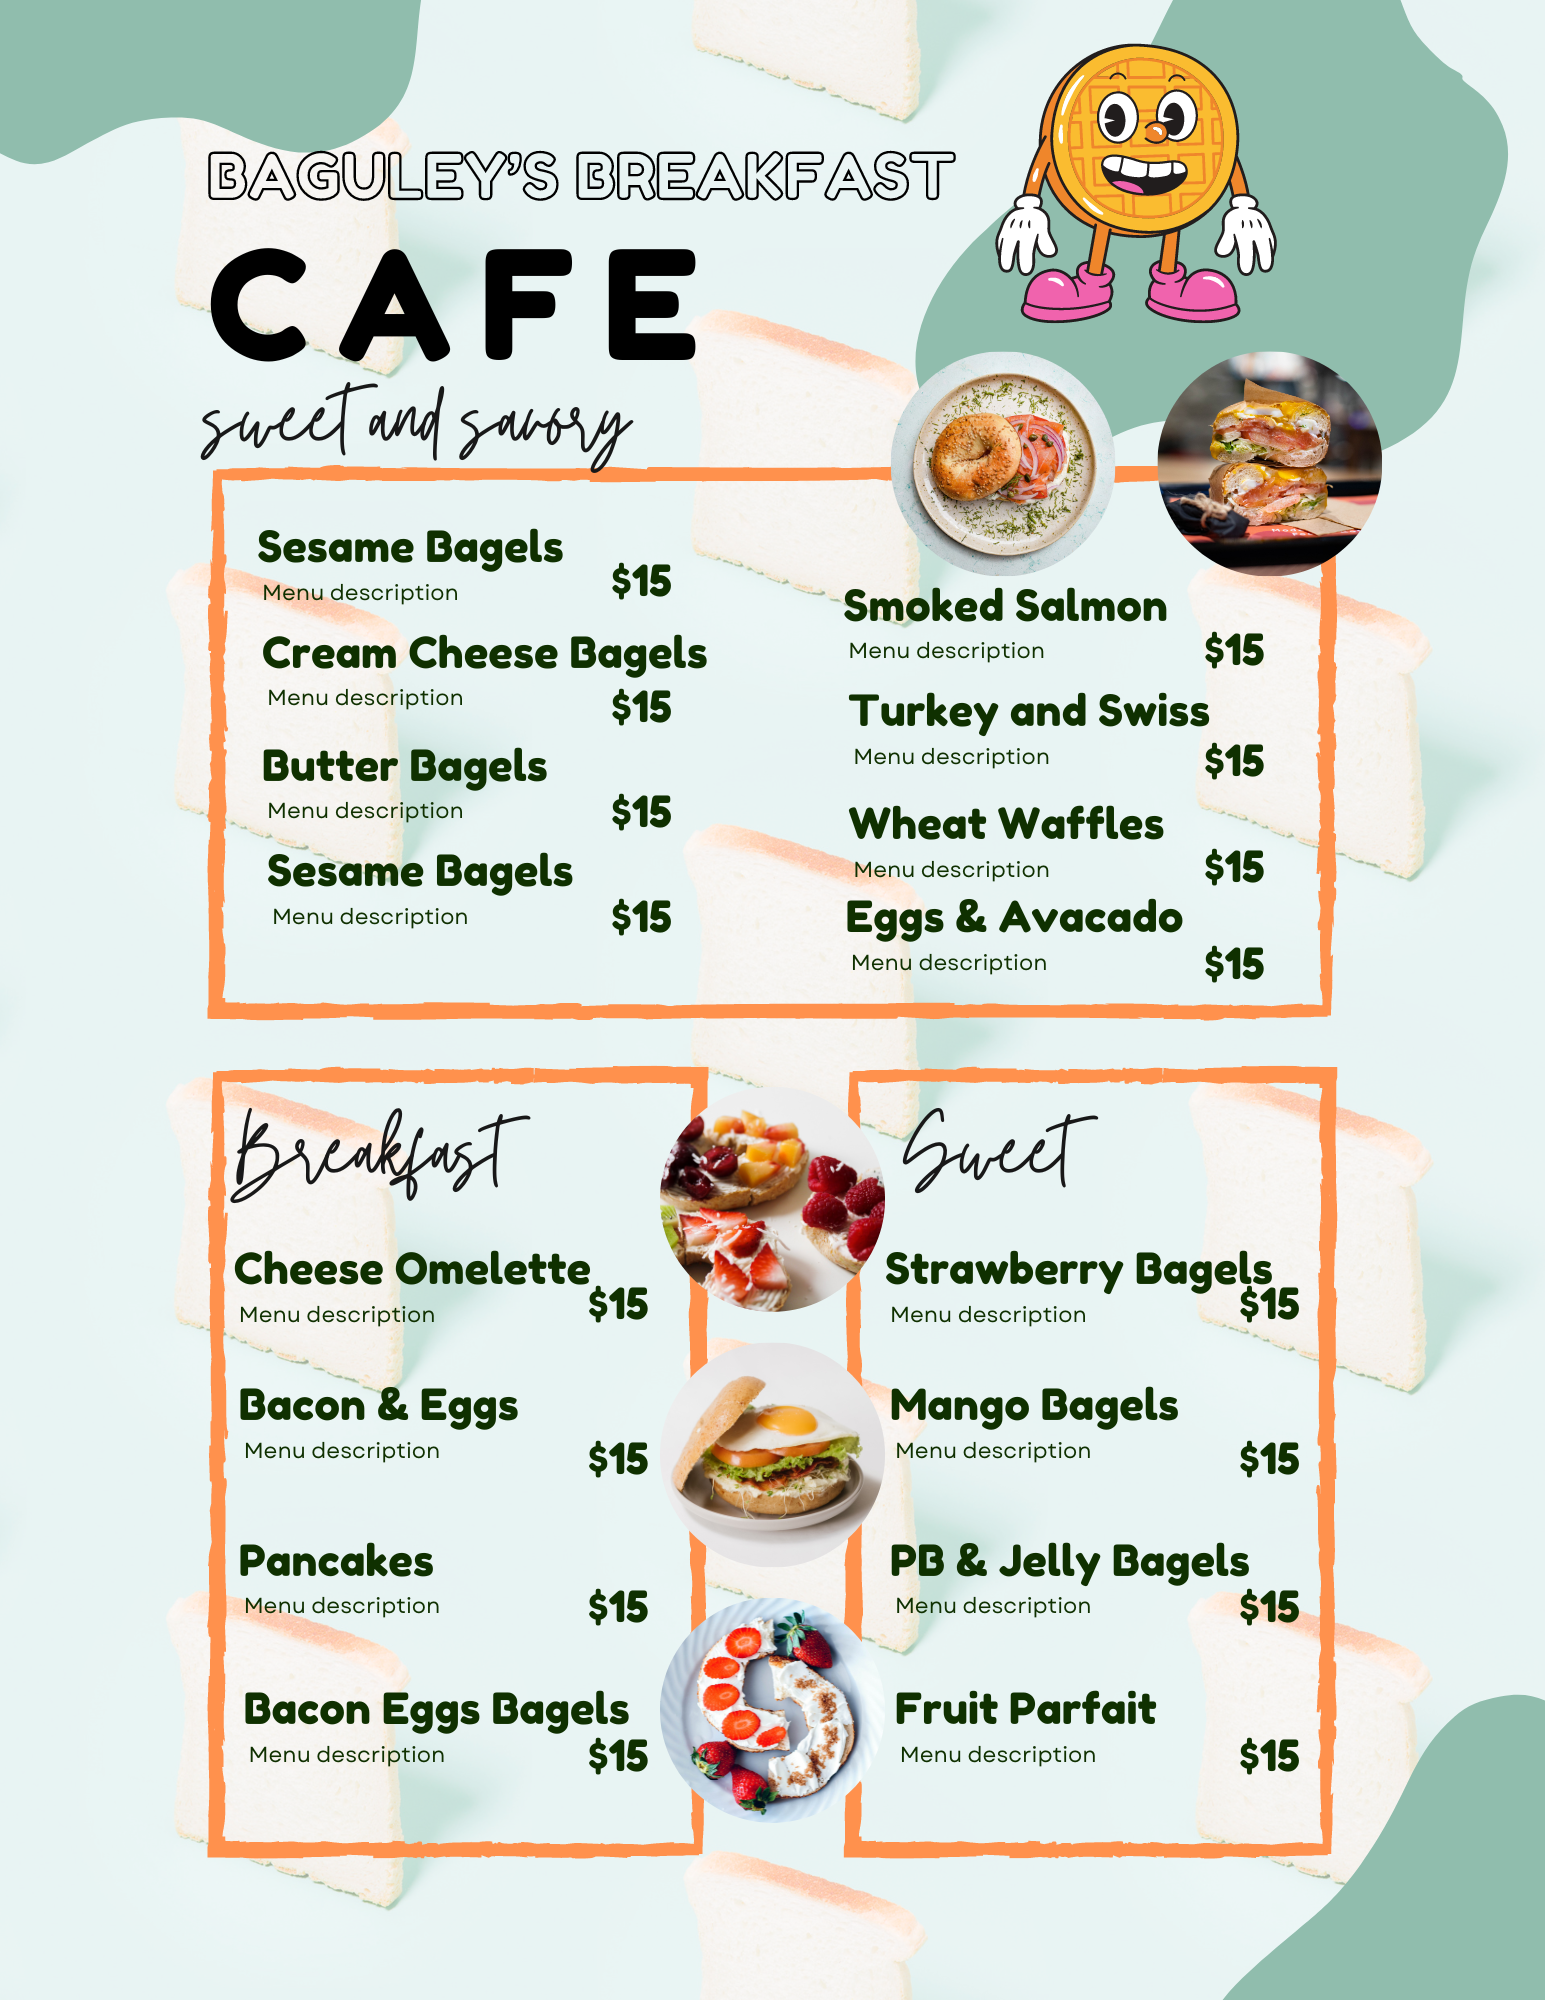 BAGULEY'S BREAKFAST
CAFE
sweet and savory
Sesame Bagels
Menu description
$15
Cream Cheese Bagels
Menu description
$15
Butter Bagels
Menu description
$15
Sesame Bagels
Menu description
$15
Smoked Salmon
Menu description
$15
Turkey and Swiss
Menu description
$15
Wheat Waffles
Menu description
$15
Eggs & Avacado
Menu description
$15
Breakfast
Cheese Omelette
Menu description
$15
Bacon & Eggs
Menu description
$15
Pancakes
Menu description
$15
Bacon Eggs Bagels
Menu description
$15
Sweet
Strawberry Bagels
Menu description
$15
Mango Bagels
Menu description
$15
PB & Jelly Bagels
Menu description
$15
Fruit Parfait
Menu description
$15